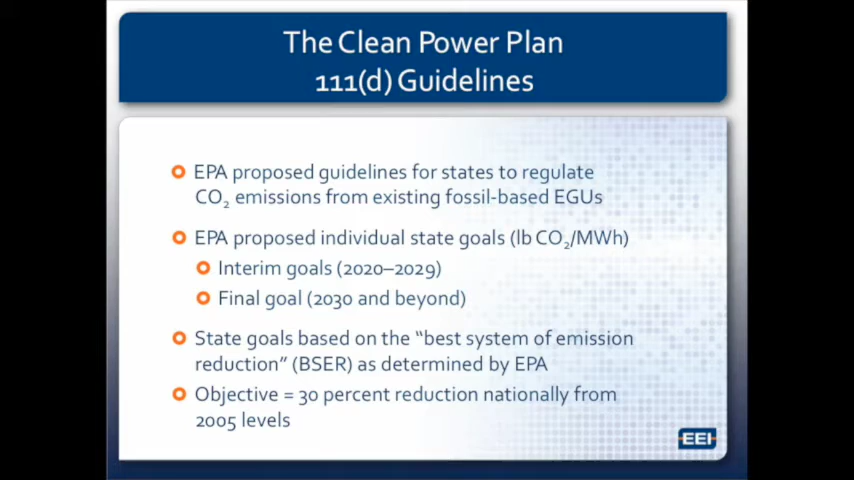 The Clean Power Plan
111(d) Guidelines
EPA proposed guidelines for states to regulate
CO₂ emissions from existing fossil-based EGUs
EPA proposed individual state goals (lb CO₂/MWh)
Interim goals (2020–2029)
Final goal (2030 and beyond)
State goals based on the “best system of emission
reduction” (BSER) as determined by EPA
Objective = 30 percent reduction nationally from
2005 levels
EEI